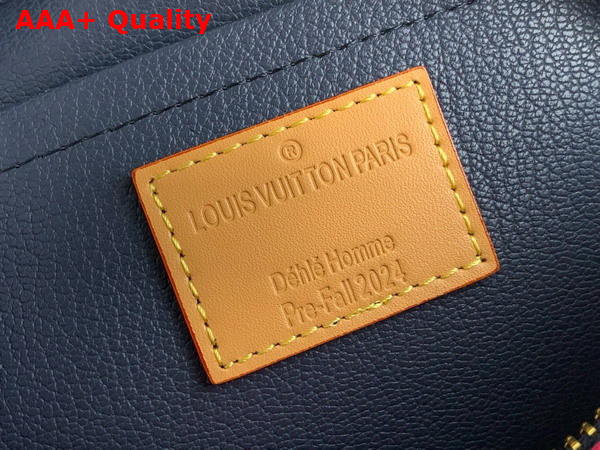 AAA+ Quality
®
LOUIS VUITTON PARIS
Déhlé Homme
Pre-Fall 2024